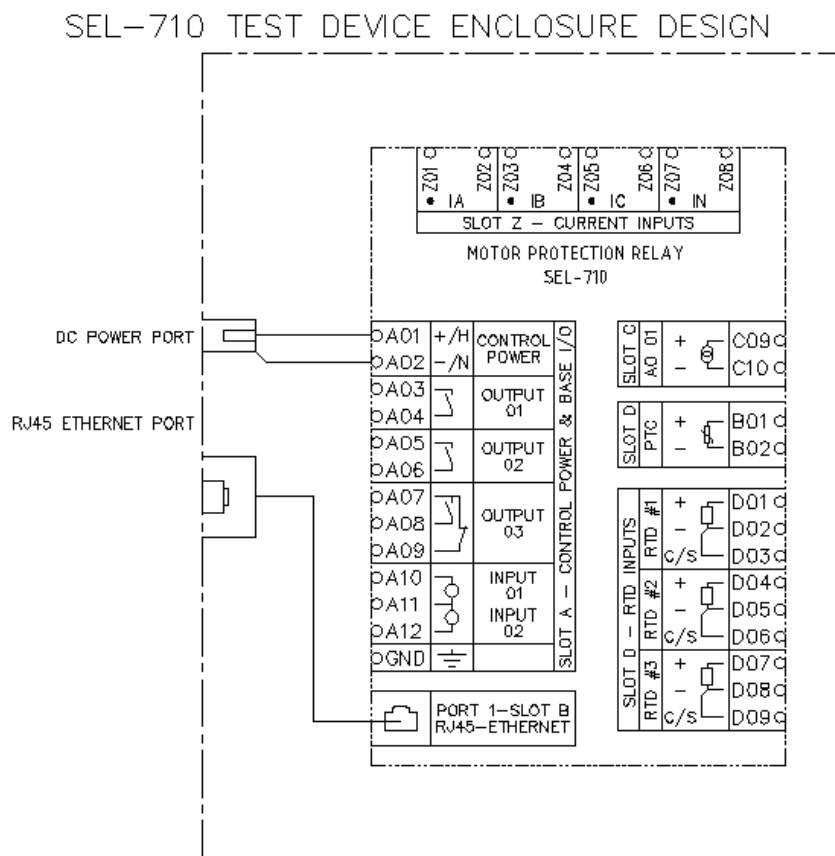 SEL-710 TEST DEVICE ENCLOSURE DESIGN
Z01 Z02 Z03 Z04 Z05 Z06 Z07 Z08
IA IB IC IN
SLOT Z - CURRENT INPUTS
MOTOR PROTECTION RELAY
SEL-710
DC POWER PORT
RJ45 ETHERNET PORT
A01 +/H
A02 -/N
CONTROL
POWER
A03
A04
OUTPUT
01
A05
A06
OUTPUT
02
A07
A08
A09
OUTPUT
03
A10
A11
A12
INPUT
01
INPUT
02
GND
SLOT A - CONTROL POWER & BASE I/O
PORT 1-SLOT B
RJ45-ETHERNET
SLOT C
AO 01
+ C09
- C10
SLOT D
PTC
+ B01
- B02
SLOT D - RTD INPUTS
RTD #1
+ D01
- D02
C/S D03
RTD #2
+ D04
- D05
C/S D06
RTD #3
+ D07
- D08
C/S D09